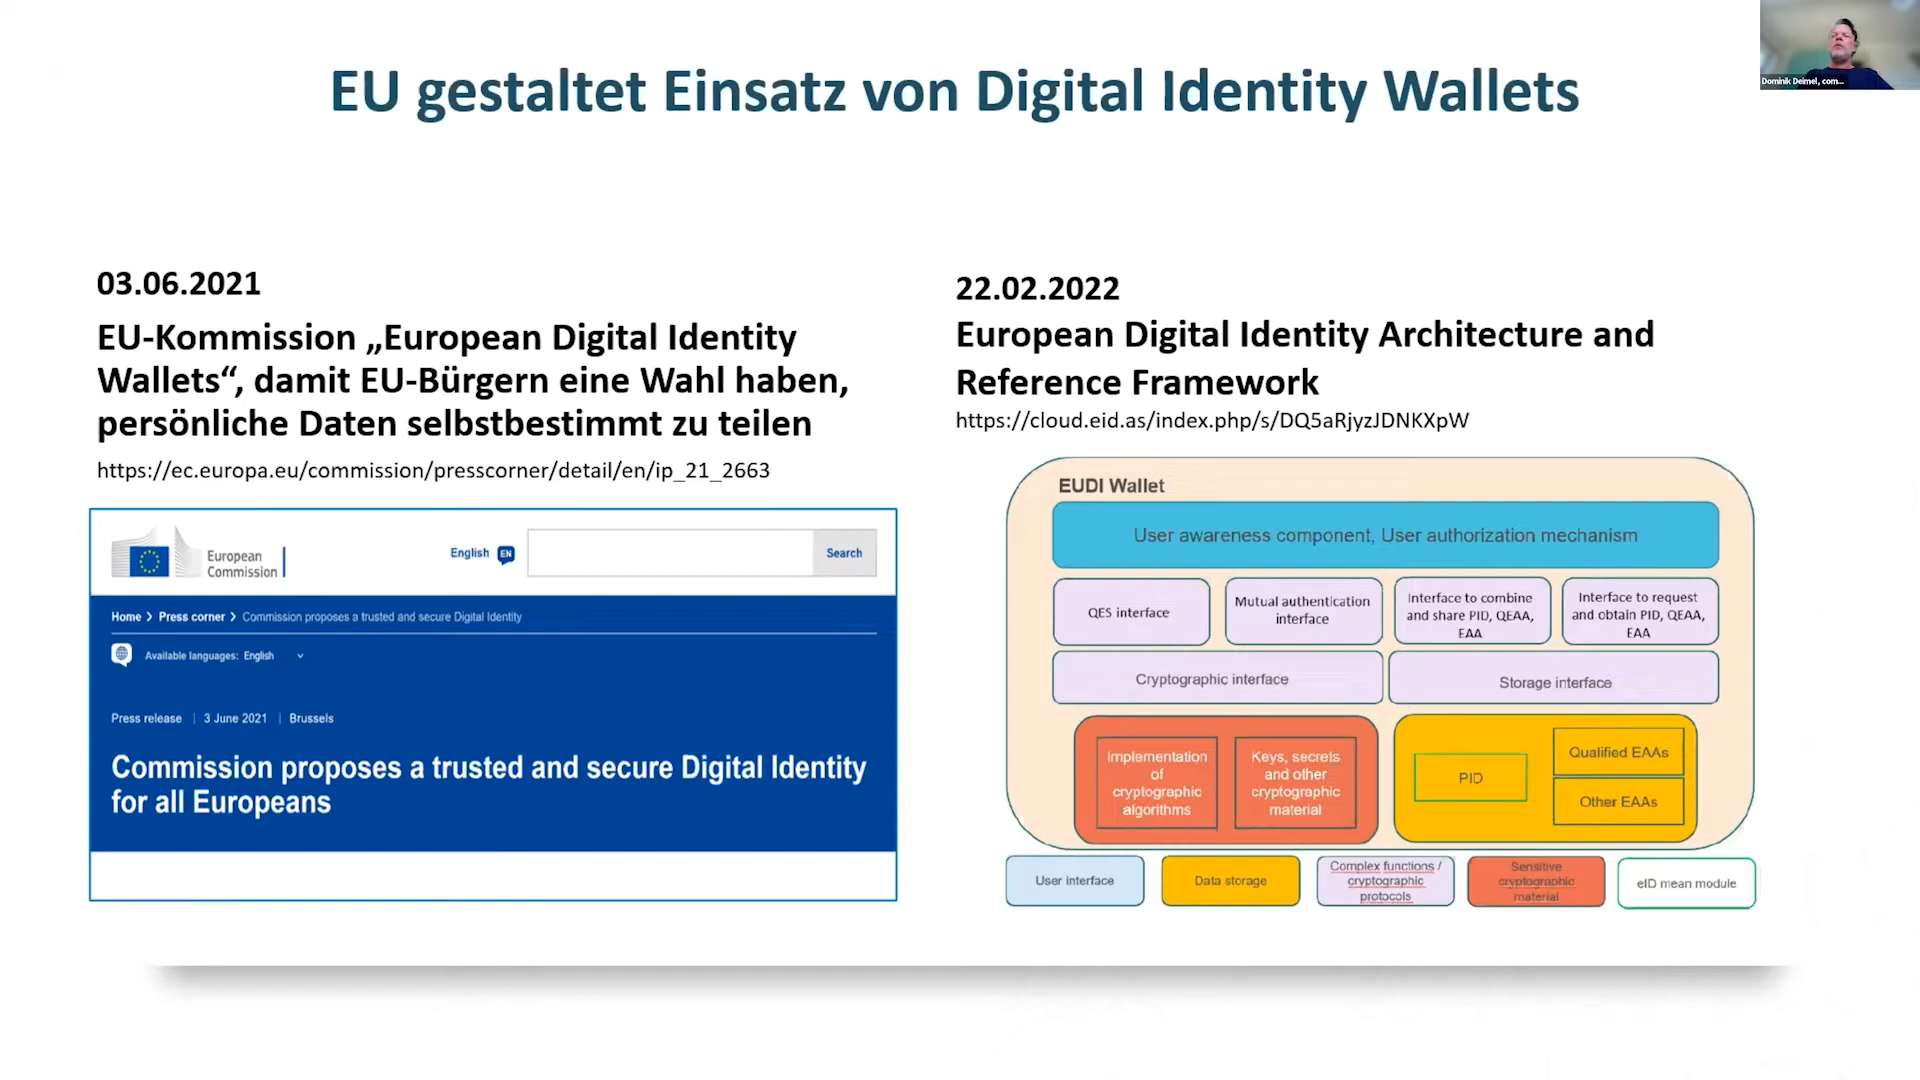 EU gestaltet Einsatz von Digital Identity Wallets
Dominik Deimel, com...
03.06.2021
EU-Kommission „European Digital Identity
Wallets“, damit EU-Bürgern eine Wahl haben,
persönliche Daten selbstbestimmt zu teilen
https://ec.europa.eu/commission/presscorner/detail/en/ip_21_2663
European
Commission
English EN
Search
Home > Press corner > Commission proposes a trusted and secure Digital Identity
Available languages: English
Press release | 3 June 2021 | Brussels
Commission proposes a trusted and secure Digital Identity
for all Europeans
22.02.2022
European Digital Identity Architecture and
Reference Framework
https://cloud.eid.as/index.php/s/DQ5aRjyzJDNKXpW
EUDI Wallet
User awareness component, User authorization mechanism
QES interface
Mutual authentication
interface
Interface to combine
and share PID, QEAA,
EAA
Interface to request
and obtain PID, QEAA,
EAA
Cryptographic interface
Storage interface
Implementation
of
cryptographic
algorithms
Keys, secrets
and other
cryptographic
material
PID
Qualified EAAs
Other EAAs
User interface
Data storage
Complex functions /
cryptographic
protocols
Sensitive
cryptographic
material
eID mean module